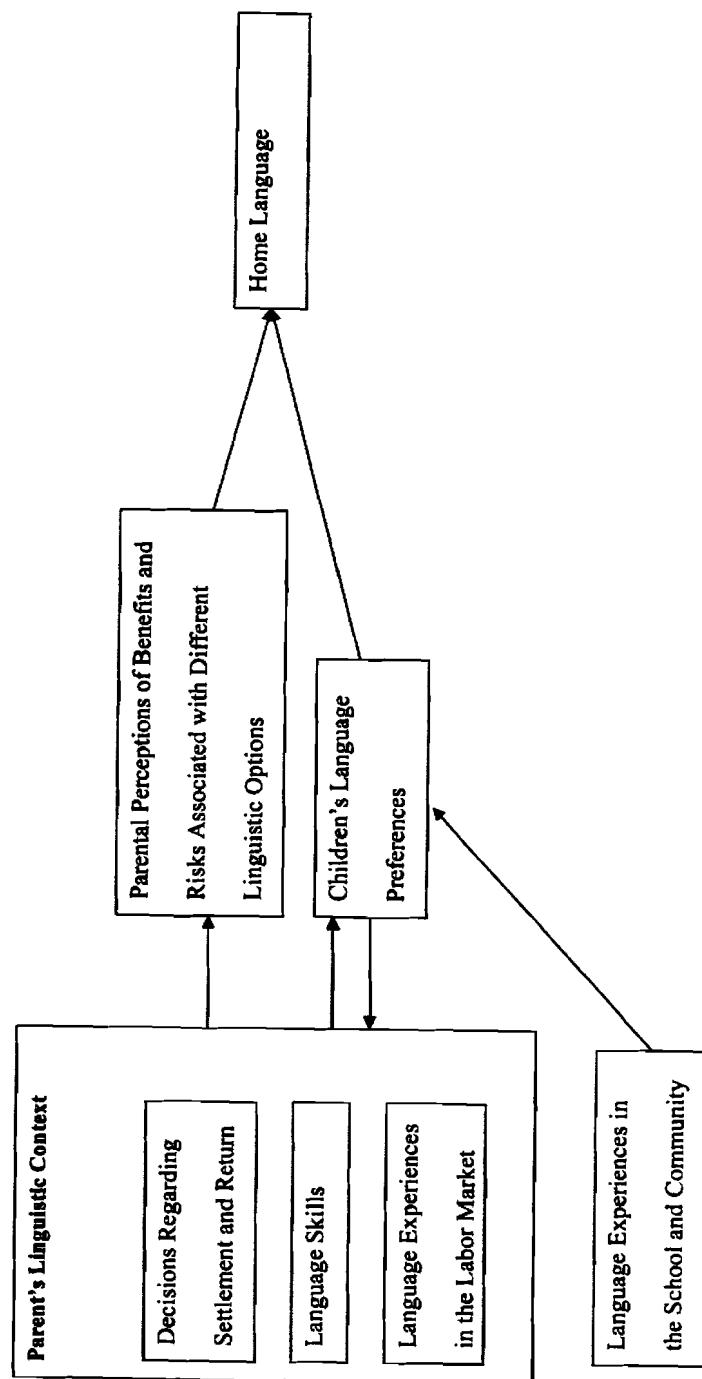 Parent's Linguistic Context
Decisions Regarding
Settlement and Return
Language Skills
Language Experiences
in the Labor Market
Language Experiences in
the School and Community
Parental Perceptions of Benefits and
Risks Associated with Different
Linguistic Options
Children's Language
Preferences
Home Language